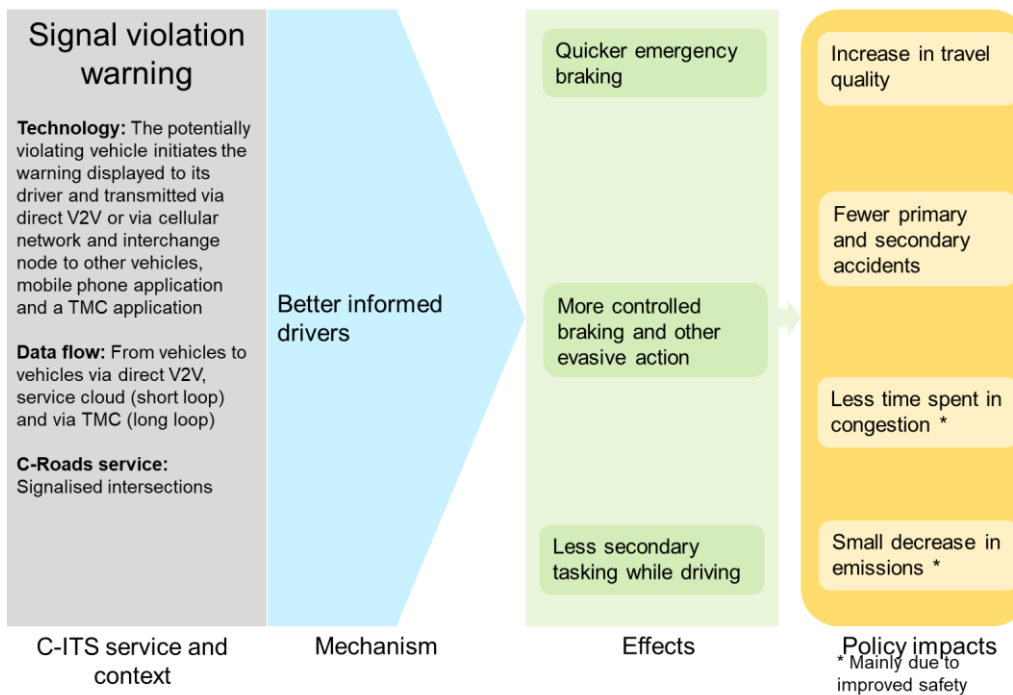 Signal violation
warning
Technology: The potentially
violating vehicle initiates the
warning displayed to its
driver and transmitted via
direct V2V or via cellular
network and interchange
node to other vehicles,
mobile phone application
and a TMC application
Data flow: From vehicles to
vehicles via direct V2V,
service cloud (short loop)
and via TMC (long loop)
C-Roads service:
Signalised intersections
C-ITS service and
context
Better informed
drivers
Mechanism
Quicker emergency
braking
More controlled
braking and other
evasive action
Less secondary
tasking while driving
Effects
Increase in travel
quality
Fewer primary
and secondary
accidents
Less time spent in
congestion *
Small decrease in
emissions *
Policy impacts
* Mainly due to
improved safety